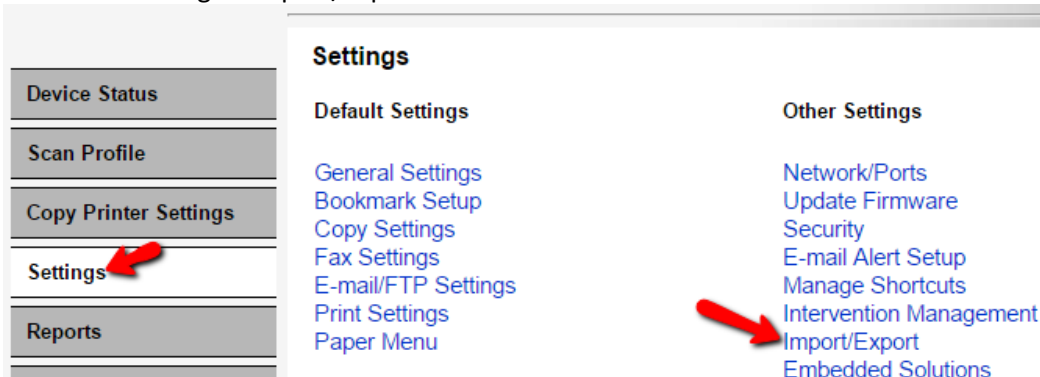 Settings
Device Status
Scan Profile
Copy Printer Settings
Settings
Reports
Default Settings
General Settings
Bookmark Setup
Copy Settings
Fax Settings
E-mail/FTP Settings
Print Settings
Paper Menu
Other Settings
Network/Ports
Update Firmware
Security
E-mail Alert Setup
Manage Shortcuts
Intervention Management
Import/Export
Embedded Solutions